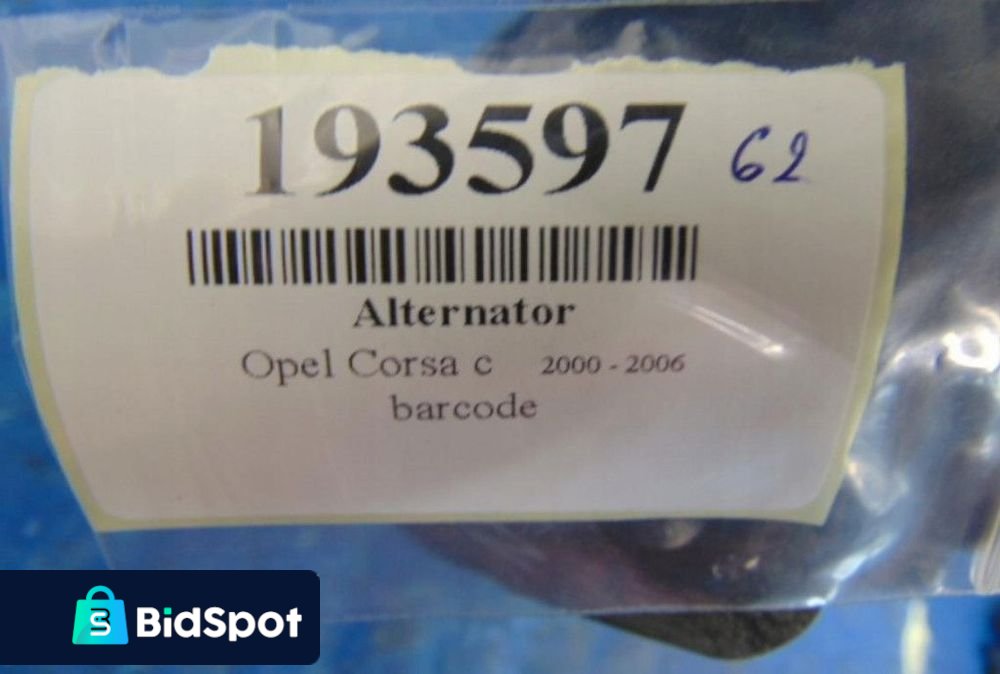 193597 62
Alternator
Opel Corsa c 2000 - 2006
barcode
BidSpot